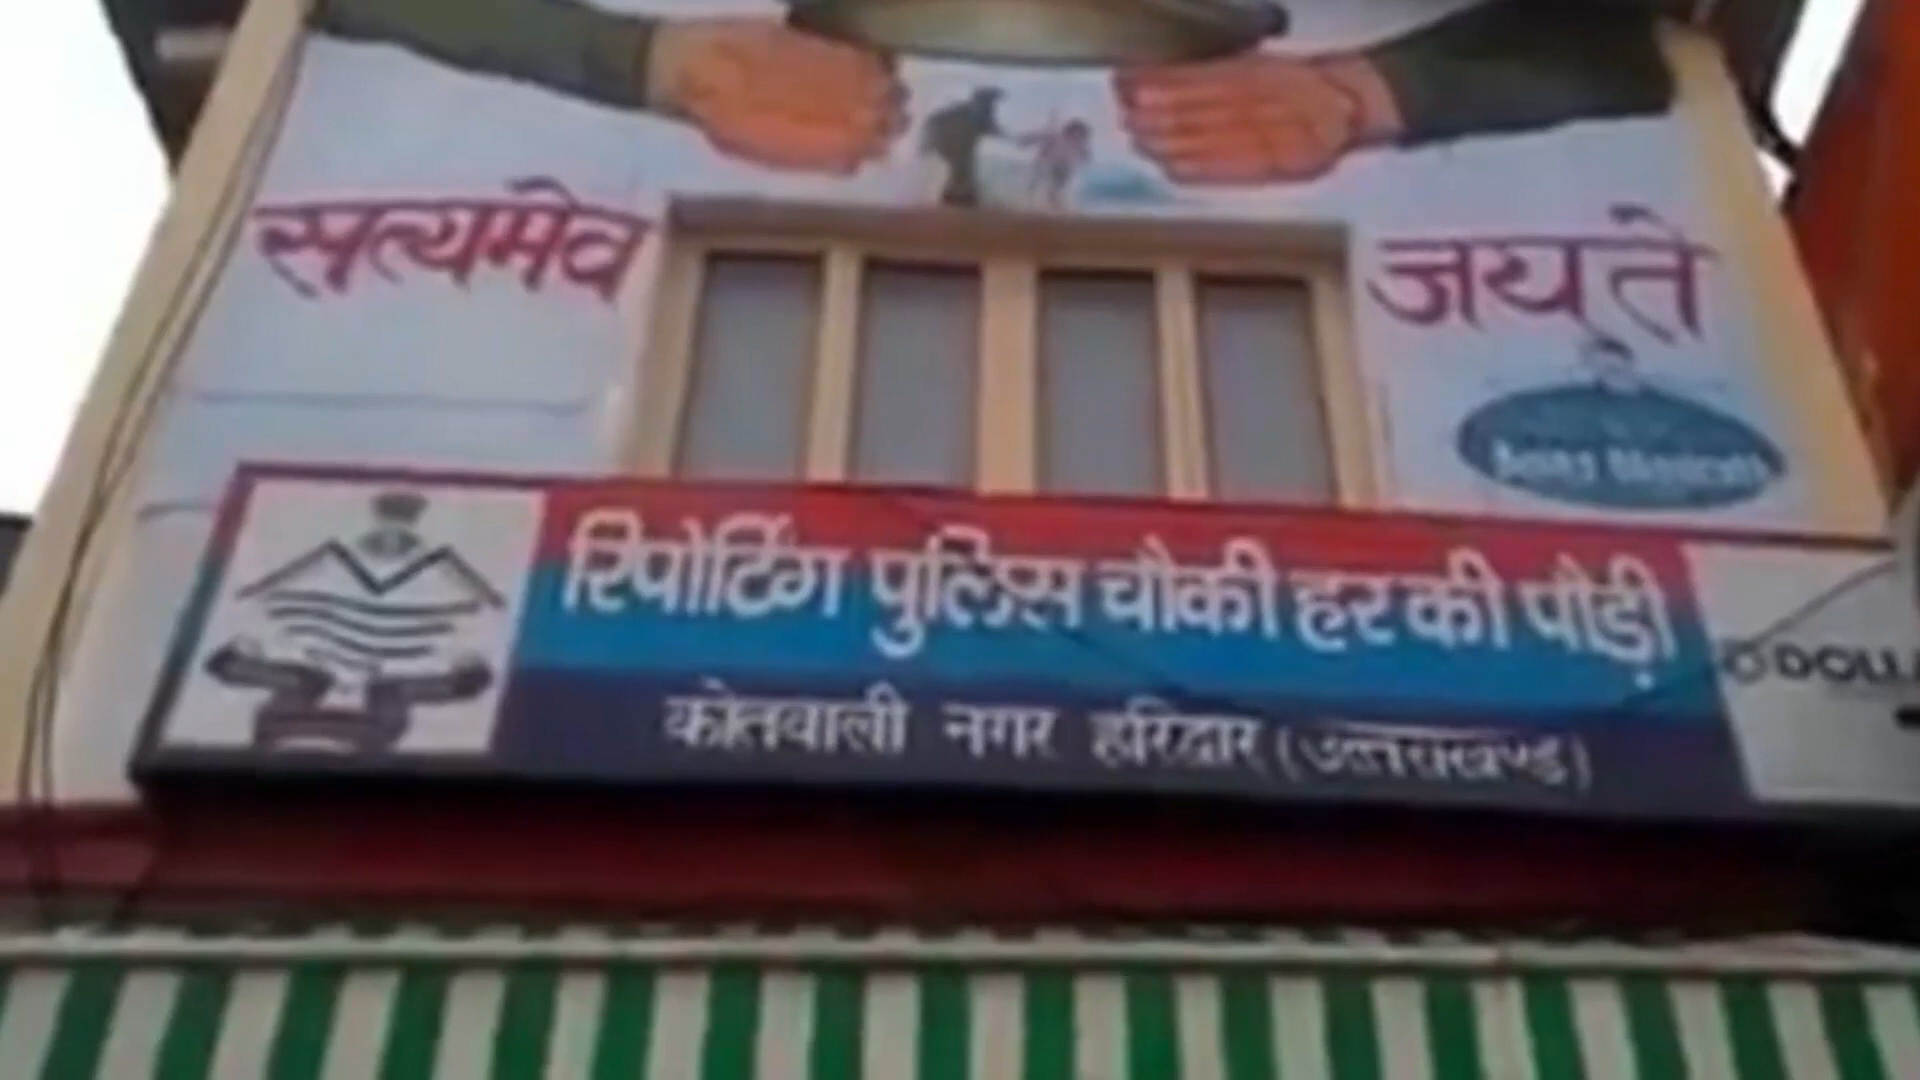 सत्यमेव जयते
रिपोर्टिंग पुलिस चौकी हर की पौड़ी
कोतवाली नगर हरिद्वार (उत्तराखण्ड)